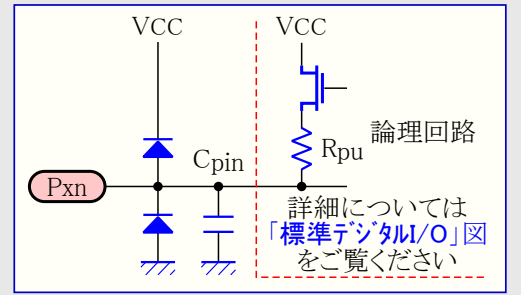 VCC
VCC
論理回路
Rpu
Cpin
Pxn
詳細については
「標準ﾃﾞｼﾞﾀﾙI/O」図
をご覧ください